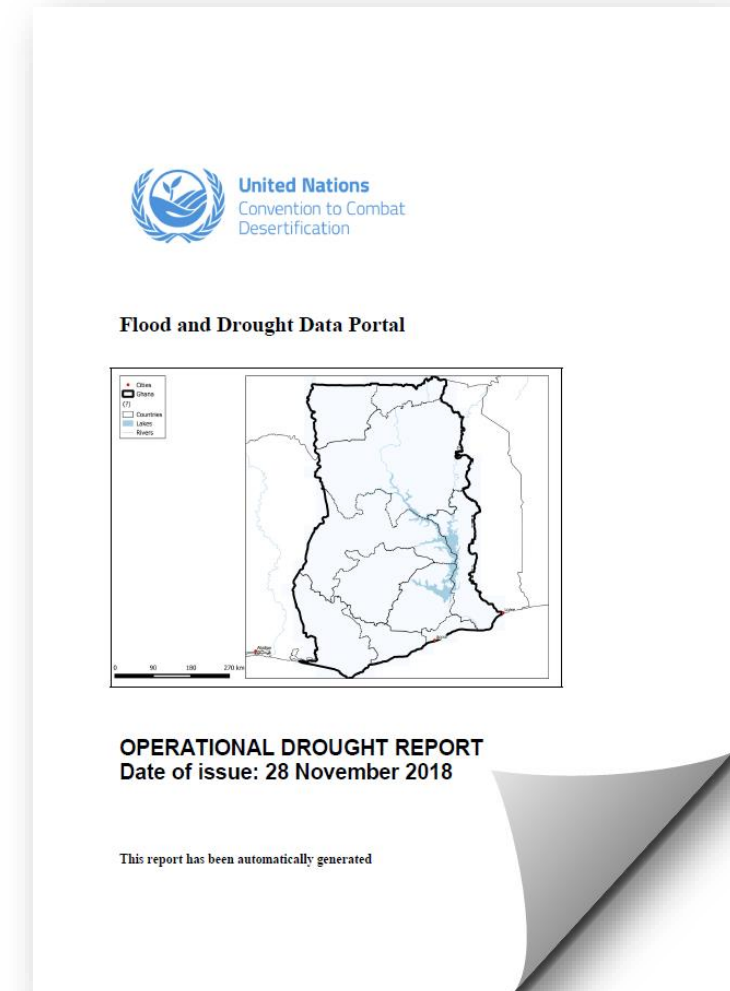 United Nations
Convention to Combat
Desertification
Flood and Drought Data Portal
Cities
Ghana
(7)
Countries
Lakes
Rivers
0 90 180 270 km
OPERATIONAL DROUGHT REPORT
Date of issue: 28 November 2018
This report has been automatically generated